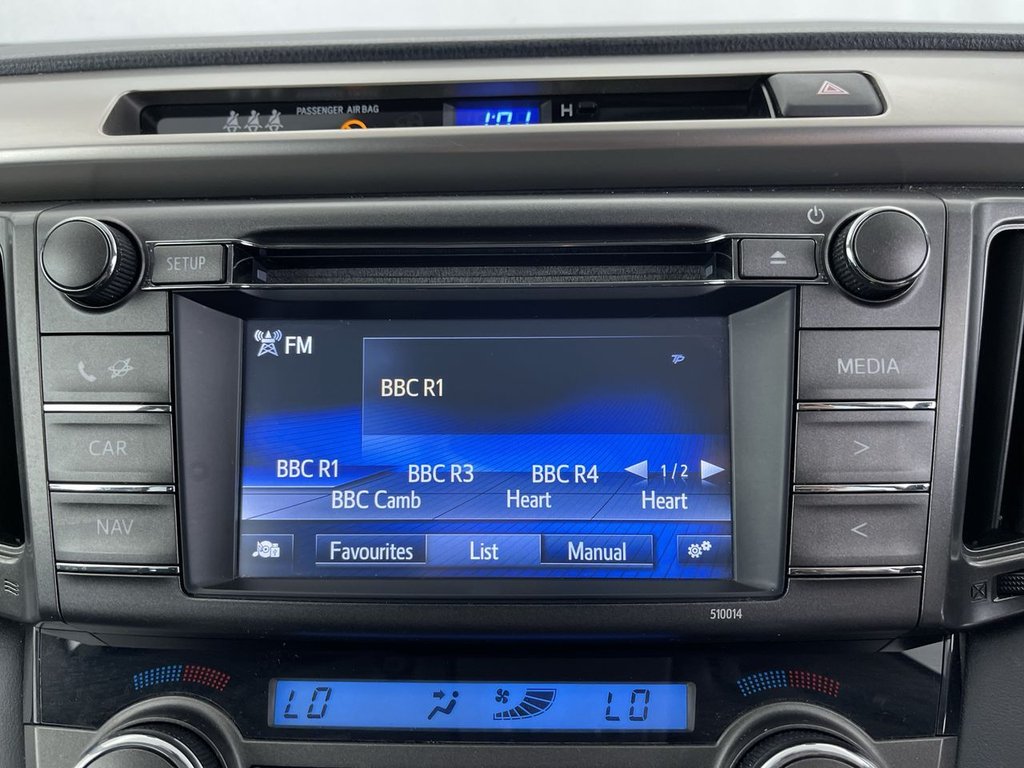 PASSENGER AIR BAG
1:01
H
SETUP
MEDIA
CAR
NAV
FM
TP
BBC R1
BBC R1 BBC R3 BBC R4 1/2
BBC Camb Heart Heart
Favourites List Manual
510014
LO LO